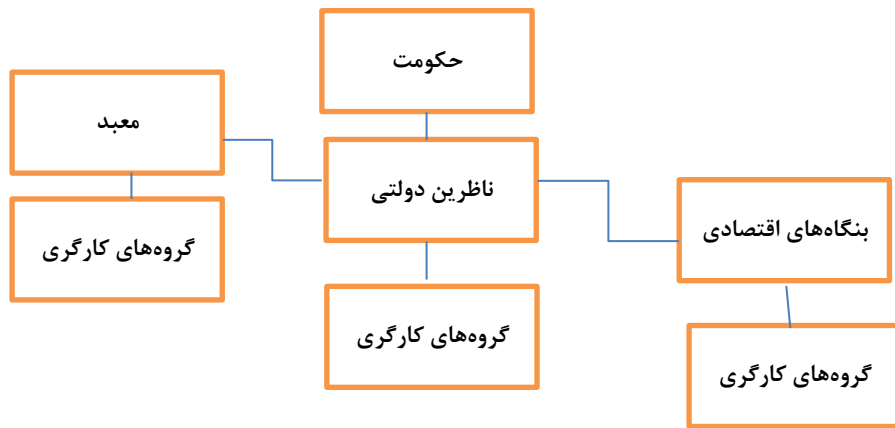 حکومت
معبد
ناظرین دولتی
بنگاه‌های اقتصادی
گروه‌های کارگری
گروه‌های کارگری
گروه‌های کارگری